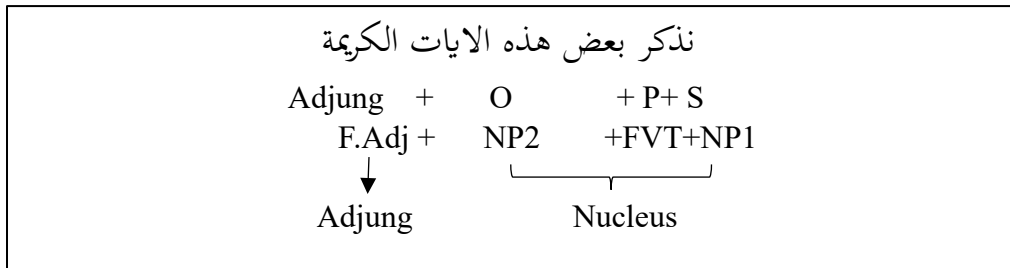 نذكر بعض هذه الايات الكريمة
Adjung + O + P+ S
F.Adj + NP2 +FVT+NP1
Adjung Nucleus